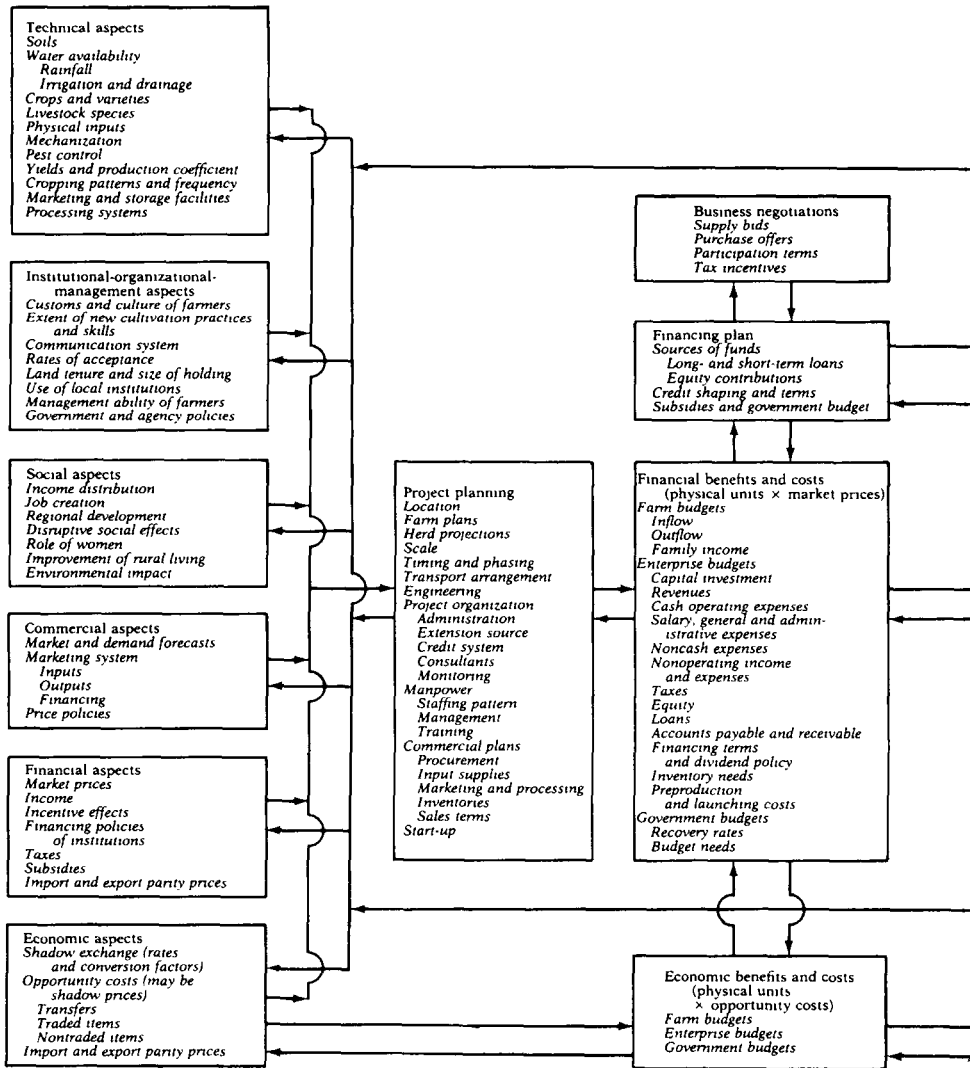 Technical aspects
Soils
Water availability
Rainfall
Irrigation and drainage
Crops and varieties
Livestock species
Physical inputs
Mechanization
Pest control
Yields and production coefficient
Cropping patterns and frequency
Marketing and storage facilities
Processing systems
Institutional-organizational-
management aspects
Customs and culture of farmers
Extent of new cultivation practices
and skills
Communication system
Rates of acceptance
Land tenure and size of holding
Use of local institutions
Management ability of farmers
Government and agency policies
Social aspects
Income distribution
Job creation
Regional development
Disruptive social effects
Role of women
Improvement of rural living
Environmental impact
Commercial aspects
Market and demand forecasts
Marketing system
Inputs
Outputs
Financing
Price policies
Financial aspects
Market prices
Income
Incentive effects
Financing policies
of institutions
Taxes
Subsidies
Import and export parity prices
Economic aspects
Shadow exchange (rates
and conversion factors)
Opportunity costs (may be
shadow prices)
Transfers
Traded items
Nontraded items
Import and export parity prices
Project planning
Location
Farm plans
Herd projections
Scale
Timing and phasing
Transport arrangement
Engineering
Project organization
Administration
Extension source
Credit system
Consultants
Monitoring
Manpower
Staffing pattern
Management
Training
Commercial plans
Procurement
Input supplies
Marketing and processing
Inventories
Sales terms
Start-up
Business negotiations
Supply bids
Purchase offers
Participation terms
Tax incentives
Financing plan
Sources of funds
Long- and short-term loans
Equity contributions
Credit shaping and terms
Subsidies and government budget
Financial benefits and costs
(physical units × market prices)
Farm budgets
Inflow
Outflow
Family income
Enterprise budgets
Capital investment
Revenues
Cash operating expenses
Salary, general and admin-
istrative expenses
Noncash expenses
Nonoperating income
and expenses
Taxes
Equity
Loans
Accounts payable and receivable
Financing terms
and dividend policy
Inventory needs
Preproduction
and launching costs
Government budgets
Recovery rates
Budget needs
Economic benefits and costs
(physical units
× opportunity costs)
Farm budgets
Enterprise budgets
Government budgets